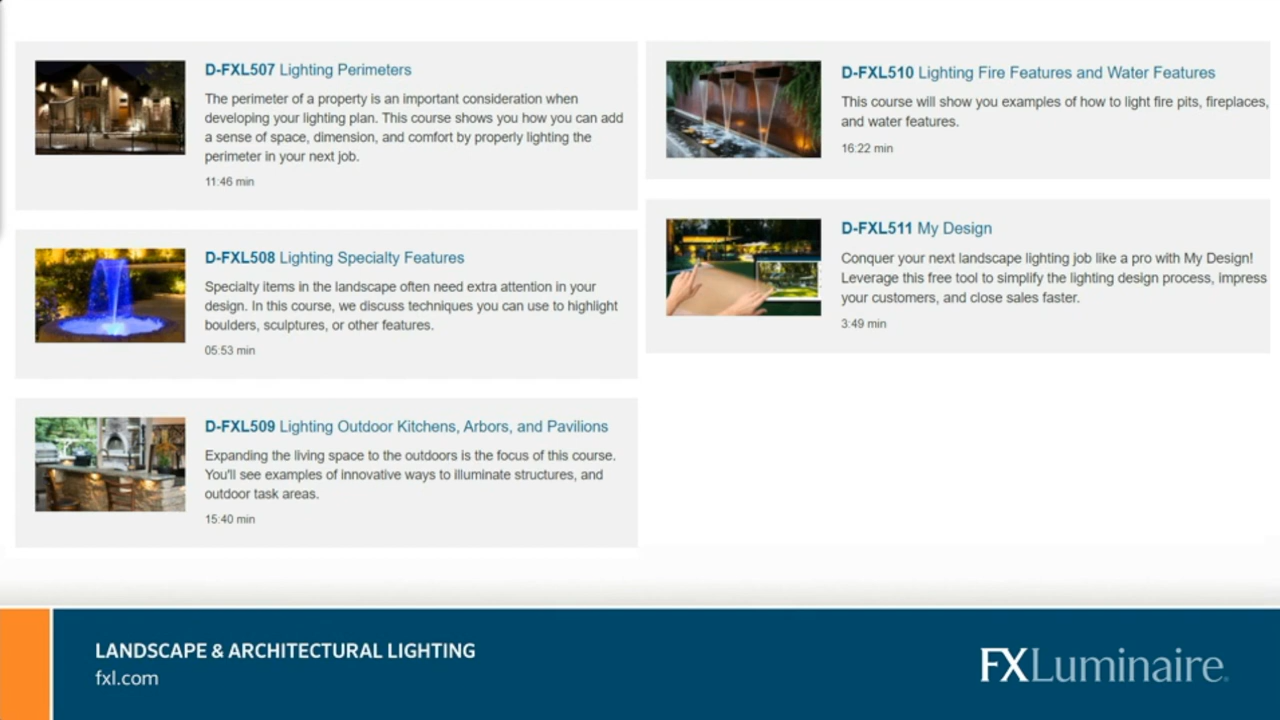 D-FXL507 Lighting Perimeters
The perimeter of a property is an important consideration when
developing your lighting plan. This course shows you how you can add
a sense of space, dimension, and comfort by properly lighting the
perimeter in your next job.
11:46 min
D-FXL508 Lighting Specialty Features
Specialty items in the landscape often need extra attention in your
design. In this course, we discuss techniques you can use to highlight
boulders, sculptures, or other features.
05:53 min
D-FXL509 Lighting Outdoor Kitchens, Arbors, and Pavilions
Expanding the living space to the outdoors is the focus of this course.
You'll see examples of innovative ways to illuminate structures, and
outdoor task areas.
15:40 min
D-FXL510 Lighting Fire Features and Water Features
This course will show you examples of how to light fire pits, fireplaces,
and water features.
16:22 min
D-FXL511 My Design
Conquer your next landscape lighting job like a pro with My Design!
Leverage this free tool to simplify the lighting design process, impress
your customers, and close sales faster.
3:49 min
LANDSCAPE & ARCHITECTURAL LIGHTING
fxl.com
FXLuminaire.